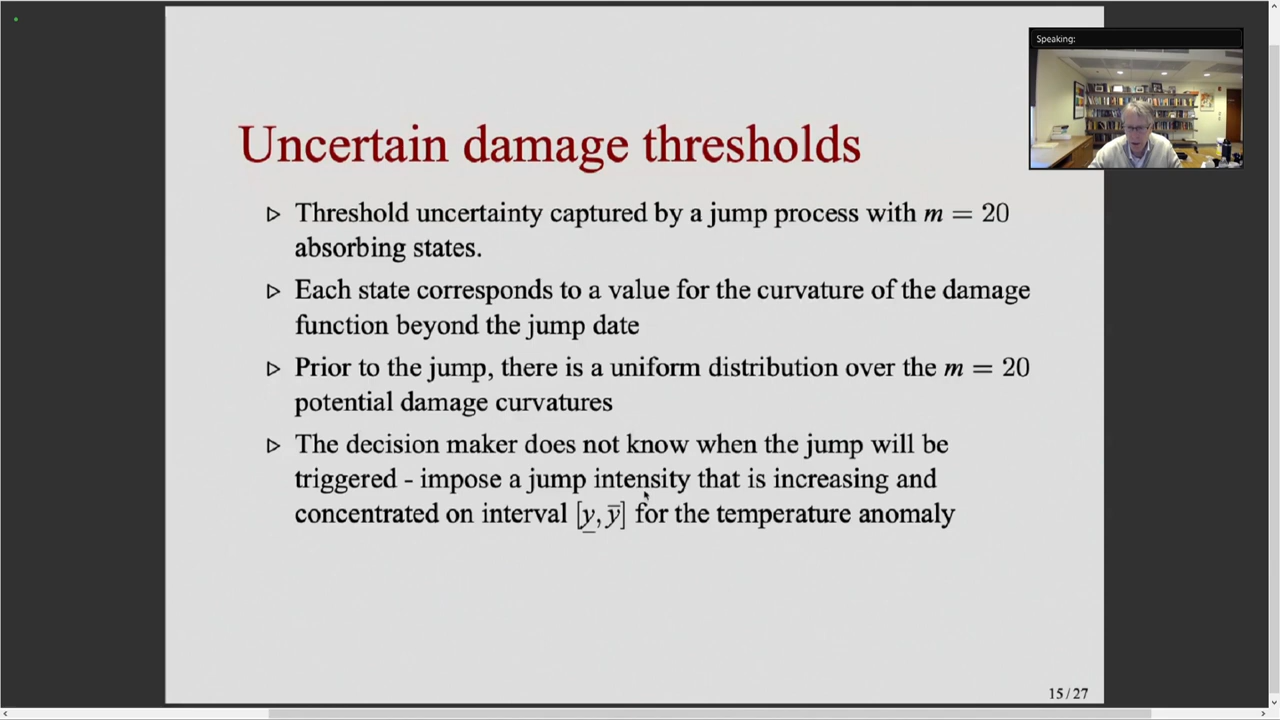 Speaking:
Uncertain damage thresholds
▷ Threshold uncertainty captured by a jump process with m = 20
absorbing states.
▷ Each state corresponds to a value for the curvature of the damage
function beyond the jump date
▷ Prior to the jump, there is a uniform distribution over the m = 20
potential damage curvatures
▷ The decision maker does not know when the jump will be
triggered - impose a jump intensity that is increasing and
concentrated on interval [y̲, ȳ] for the temperature anomaly
15/27